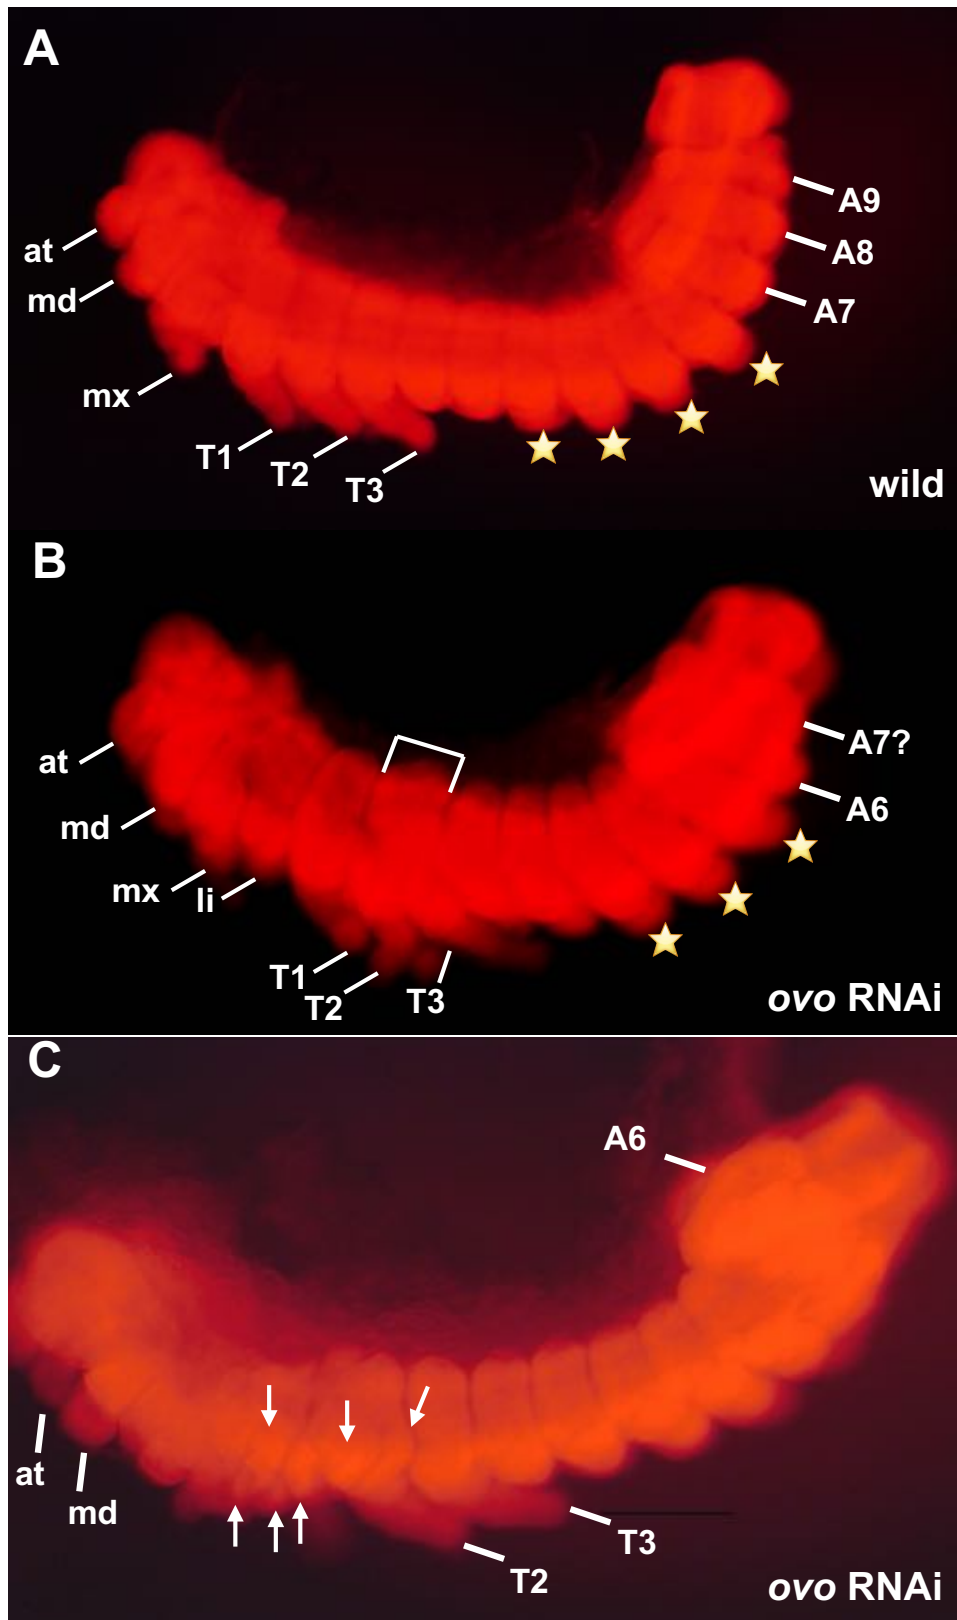 A
at
md
mx
T1
T2
T3
A9
A8
A7
wild
B
at
md
mx
li
T1
T2
T3
A7?
A6
ovo RNAi
C
A6
at
md
T3
T2
ovo RNAi